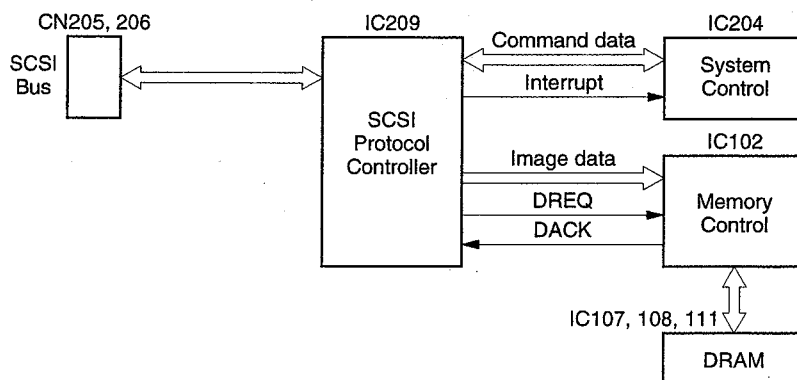 CN205, 206
SCSI
Bus
IC209
SCSI
Protocol
Controller
Command data
Interrupt
Image data
DREQ
DACK
IC204
System
Control
IC102
Memory
Control
IC107, 108, 111
DRAM